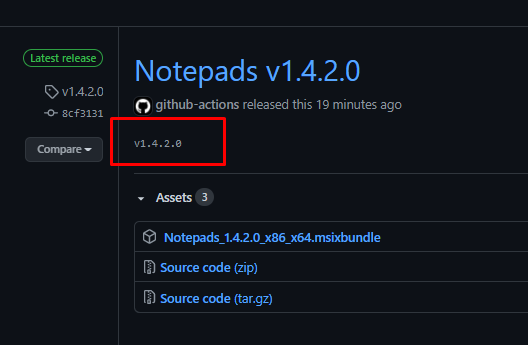 Latest release
v1.4.2.0
8cf3131
Compare
Notepads v1.4.2.0
github-actions released this 19 minutes ago
v1.4.2.0
Assets 3
Notepads_1.4.2.0_x86_x64.msixbundle
Source code (zip)
Source code (tar.gz)